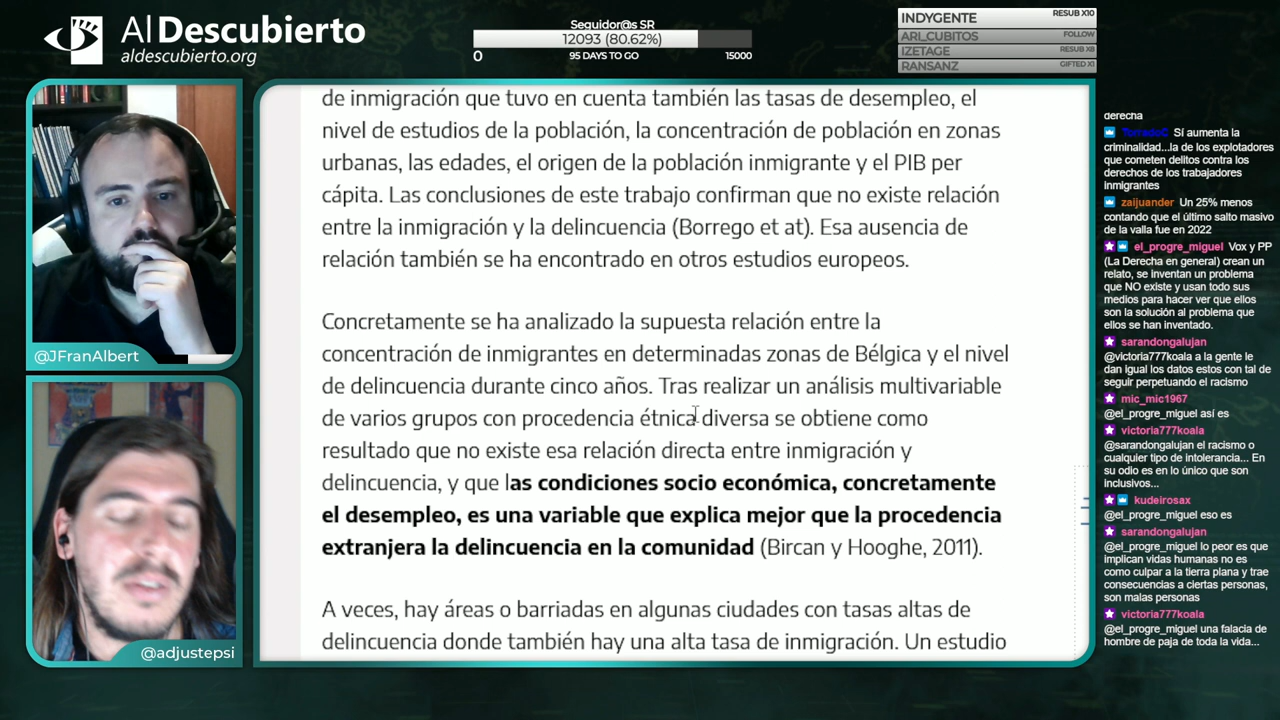 Al Descubierto
aldescubierto.org
Seguidor@s SR
12093 (80.62%)
0
95 DAYS TO GO
15000
INDYGENTE
RESUB X10
ARI_CUBITOS
FOLLOW
IZETAGE
RESUB X8
RANSANZ
GIFTED X1
@JFranAlbert
@adjustepsi
de inmigración que tuvo en cuenta también las tasas de desempleo, el
nivel de estudios de la población, la concentración de población en zonas
urbanas, las edades, el origen de la población inmigrante y el PIB per
cápita. Las conclusiones de este trabajo confirman que no existe relación
entre la inmigración y la delincuencia (Borrego et at). Esa ausencia de
relación también se ha encontrado en otros estudios europeos.
Concretamente se ha analizado la supuesta relación entre la
concentración de inmigrantes en determinadas zonas de Bélgica y el nivel
de delincuencia durante cinco años. Tras realizar un análisis multivariable
de varios grupos con procedencia étnica diversa se obtiene como
resultado que no existe esa relación directa entre inmigración y
delincuencia, y que las condiciones socio económica, concretamente
el desempleo, es una variable que explica mejor que la procedencia
extranjera la delincuencia en la comunidad (Bircan y Hooghe, 2011).
A veces, hay áreas o barriadas en algunas ciudades con tasas altas de
delincuencia donde también hay una alta tasa de inmigración. Un estudio
derecha
TorradoC Sí aumenta la
criminalidad...la de los explotadores
que cometen delitos contra los
derechos de los trabajadores
inmigrantes
zaijuander Un 25% menos
contando que el último salto masivo
de la valla fue en 2022
el_progre_miguel Vox y PP
(La Derecha en general) crean un
relato, se inventan un problema
que NO existe y usan todo sus
medios para hacer ver que ellos
son la solución al problema que
ellos se han inventado.
sarandongalujan
@victoria777koala a la gente le
dan igual los datos estos con tal de
seguir perpetuando el racismo
mic_mic1967
@el_progre_miguel así es
victoria777koala
@sarandongalujan el racismo o
cualquier tipo de intolerancia... En
su odio es en lo único que son
inclusivos...
kudeirosax
@el_progre_miguel eso es
sarandongalujan
@el_progre_miguel lo peor es que
implican vidas humanas no es
como culpar a la tierra plana y trae
consecuencias a ciertas personas,
son malas personas
victoria777koala
@el_progre_miguel una falacia de
hombre de paja de toda la vida...